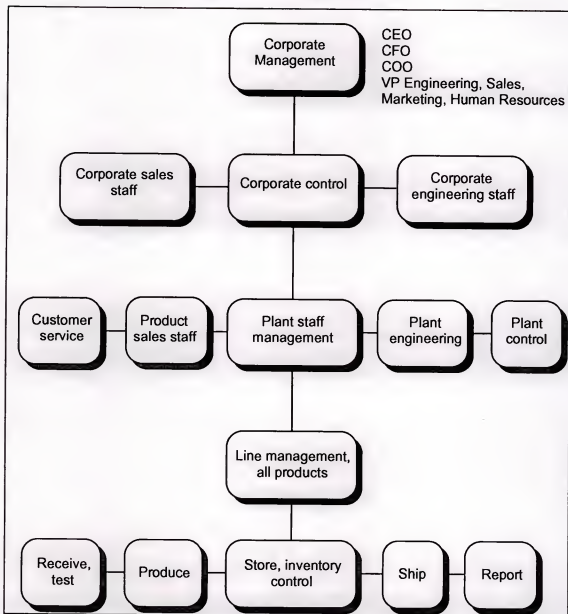 Corporate
Management
CEO
CFO
COO
VP Engineering, Sales,
Marketing, Human Resources
Corporate sales
staff
Corporate control
Corporate
engineering staff
Customer
service
Product
sales staff
Plant staff
management
Plant
engineering
Plant
control
Line management,
all products
Receive,
test
Produce
Store, inventory
control
Ship
Report